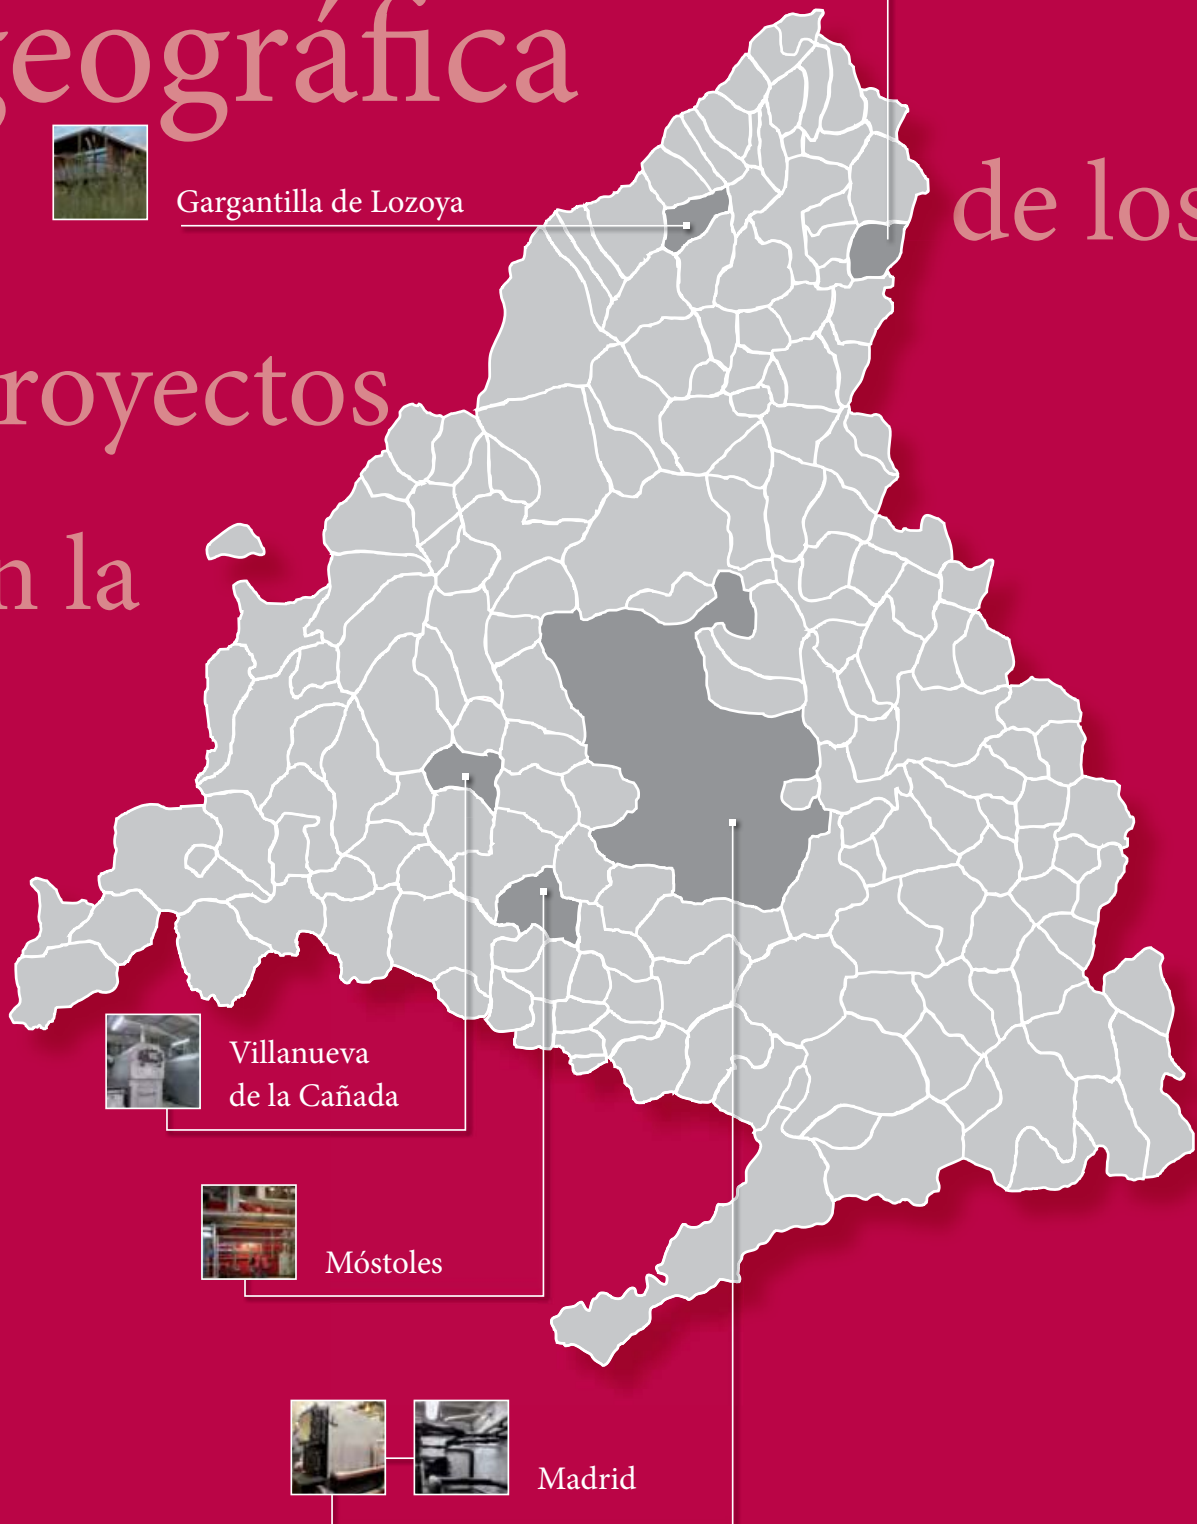 geográfica
Gargantilla de Lozoya
de los
royectos
n la
Villanueva
de la Cañada
Móstoles
Madrid